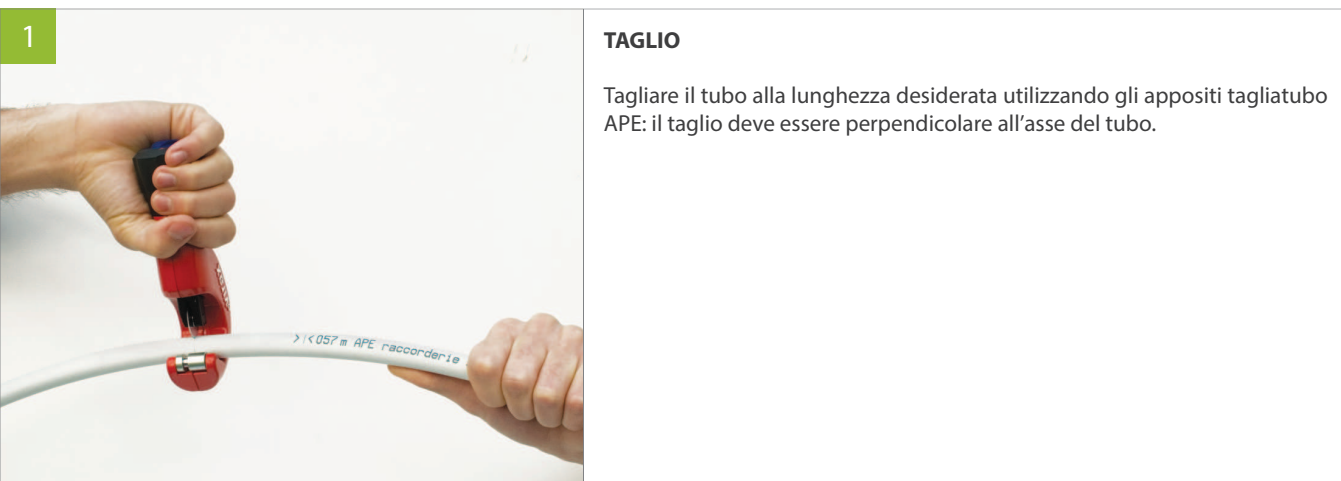 1
TAGLIO
Tagliare il tubo alla lunghezza desiderata utilizzando gli appositi tagliatubo
APE: il taglio deve essere perpendicolare all’asse del tubo.
>|< 057 m APE raccorderie